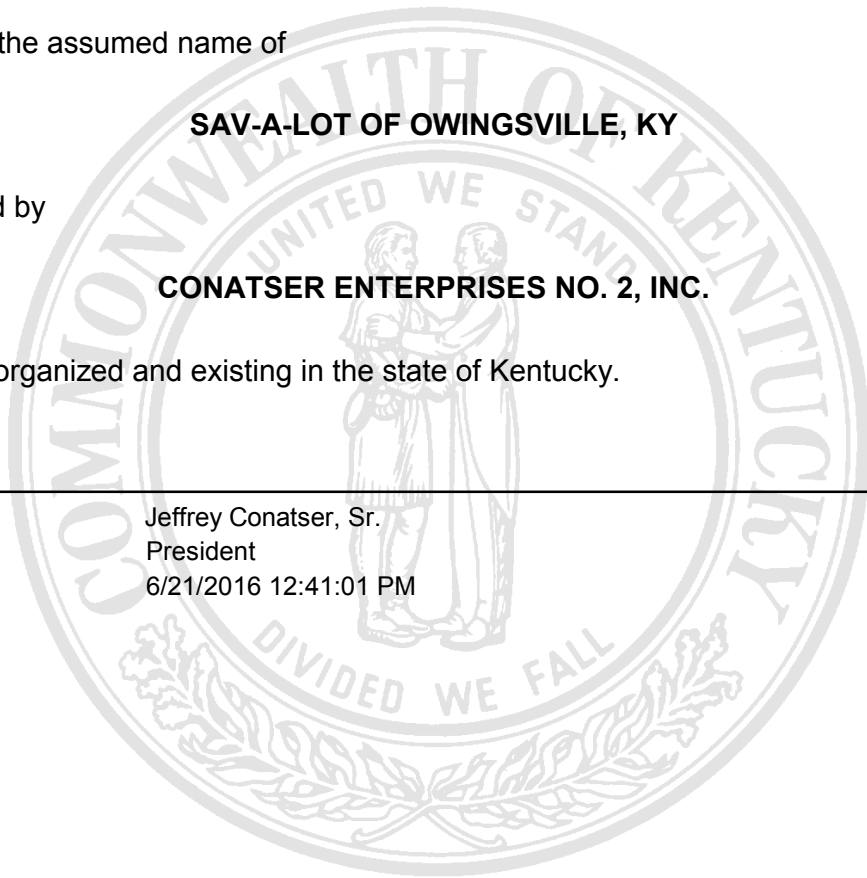 the assumed name of
SAV-A-LOT OF OWINGSVILLE, KY
d by
CONATSER ENTERPRISES NO. 2, INC.
organized and existing in the state of Kentucky.
Jeffrey Conatser, Sr.
President
6/21/2016 12:41:01 PM
COMMONWEALTH OF KENTUCKY
UNITED WE STAND
DIVIDED WE FALL